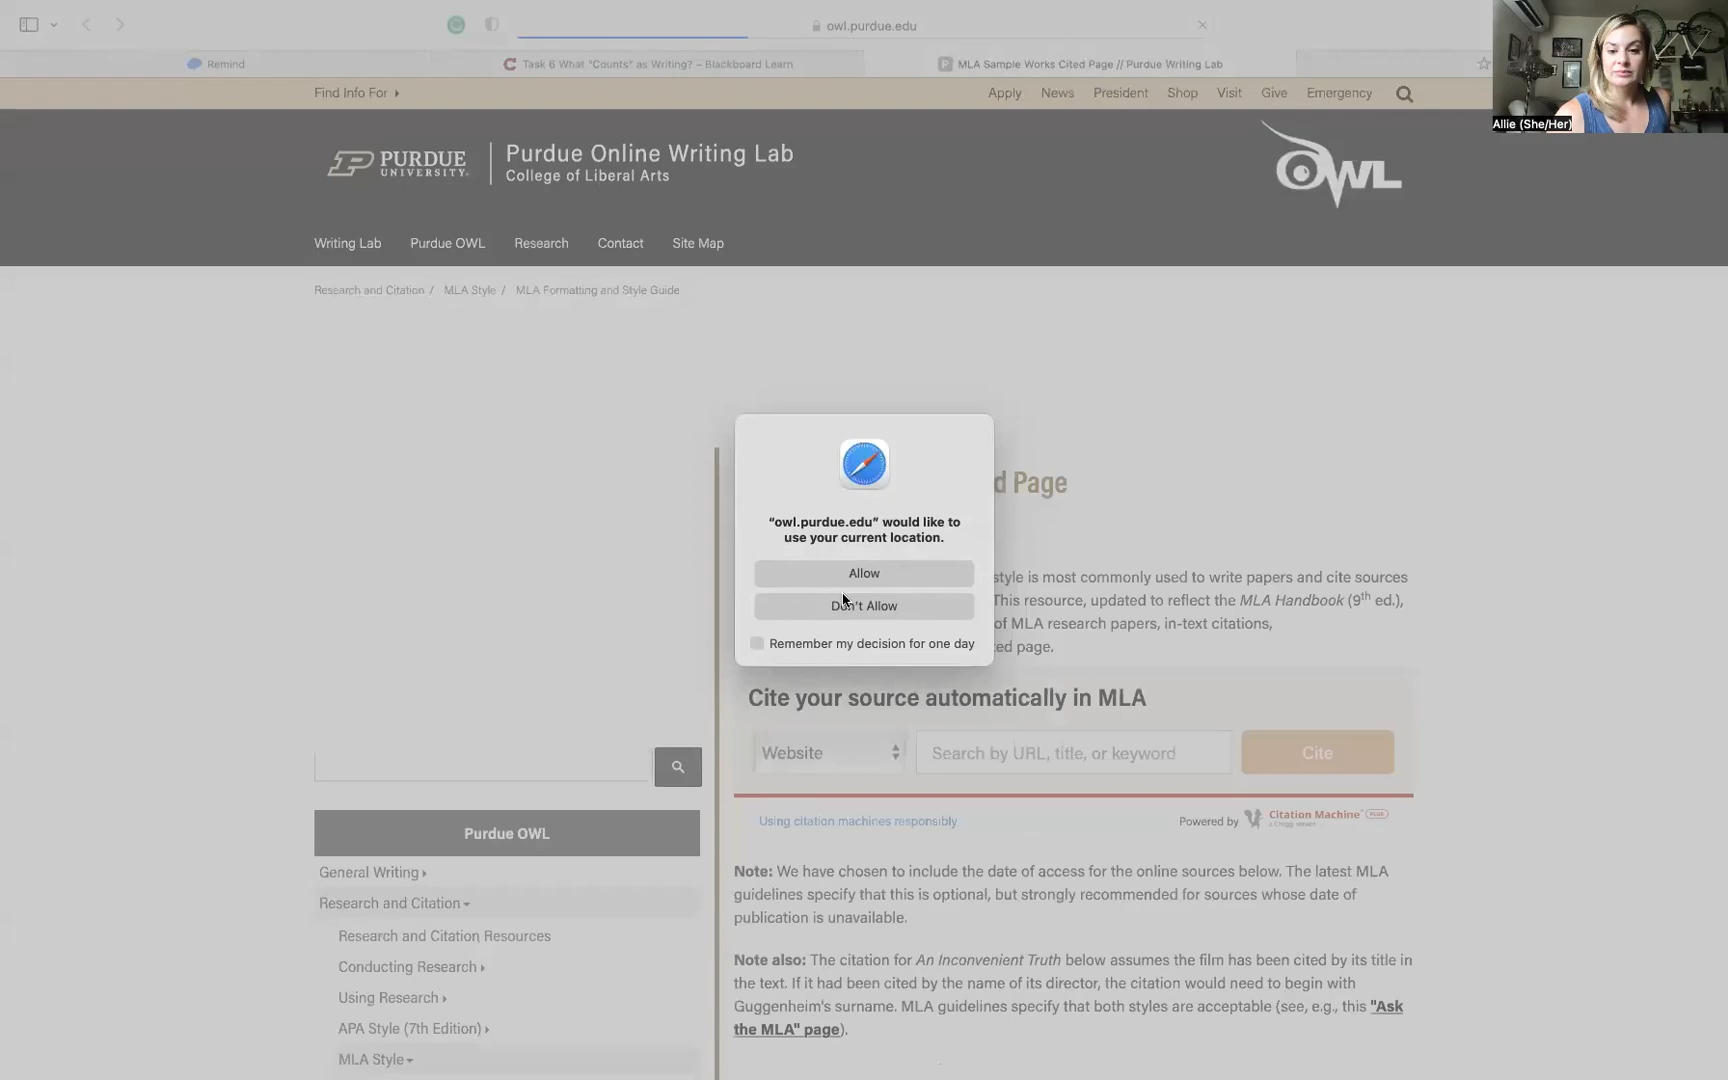 owl.purdue.edu
Remind
Task 6 What "Counts" as Writing? – Blackboard Learn
MLA Sample Works Cited Page // Purdue Writing Lab
Allie (She/Her)
Find Info For
Apply News President Shop Visit Give Emergency
PURDUE UNIVERSITY
Purdue Online Writing Lab
College of Liberal Arts
OWL
Writing Lab Purdue OWL Research Contact Site Map
Research and Citation / MLA Style / MLA Formatting and Style Guide
d Page
"owl.purdue.edu" would like to
use your current location.
Allow
Don't Allow
Remember my decision for one day
style is most commonly used to write papers and cite sources
This resource, updated to reflect the MLA Handbook (9th ed.),
of MLA research papers, in-text citations,
ed page.
Cite your source automatically in MLA
Website
Search by URL, title, or keyword
Cite
Using citation machines responsibly
Powered by Citation Machine PLUS
Purdue OWL
General Writing
Research and Citation
Research and Citation Resources
Conducting Research
Using Research
APA Style (7th Edition)
MLA Style
Note: We have chosen to include the date of access for the online sources below. The latest MLA
guidelines specify that this is optional, but strongly recommended for sources whose date of
publication is unavailable.
Note also: The citation for An Inconvenient Truth below assumes the film has been cited by its title in
the text. If it had been cited by the name of its director, the citation would need to begin with
Guggenheim's surname. MLA guidelines specify that both styles are acceptable (see, e.g., this "Ask
the MLA" page).